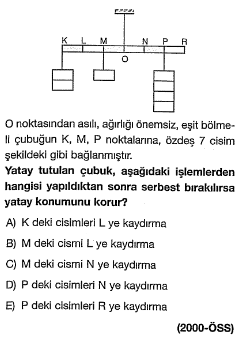 K L M N P R
O
O noktasından asılı, ağırlığı önemsiz, eşit bölme-
li çubuğun K, M, P noktalarına, özdeş 7 cisim
şekildeki gibi bağlanmıştır.
Yatay tutulan çubuk, aşağıdaki işlemlerden
hangisi yapıldıktan sonra serbest bırakılırsa
yatay konumunu korur?
A) K deki cisimleri L ye kaydırma
B) M deki cismi L ye kaydırma
C) M deki cismi N ye kaydırma
D) P deki cisimleri N ye kaydırma
E) P deki cisimleri R ye kaydırma
(2000-ÖSS)